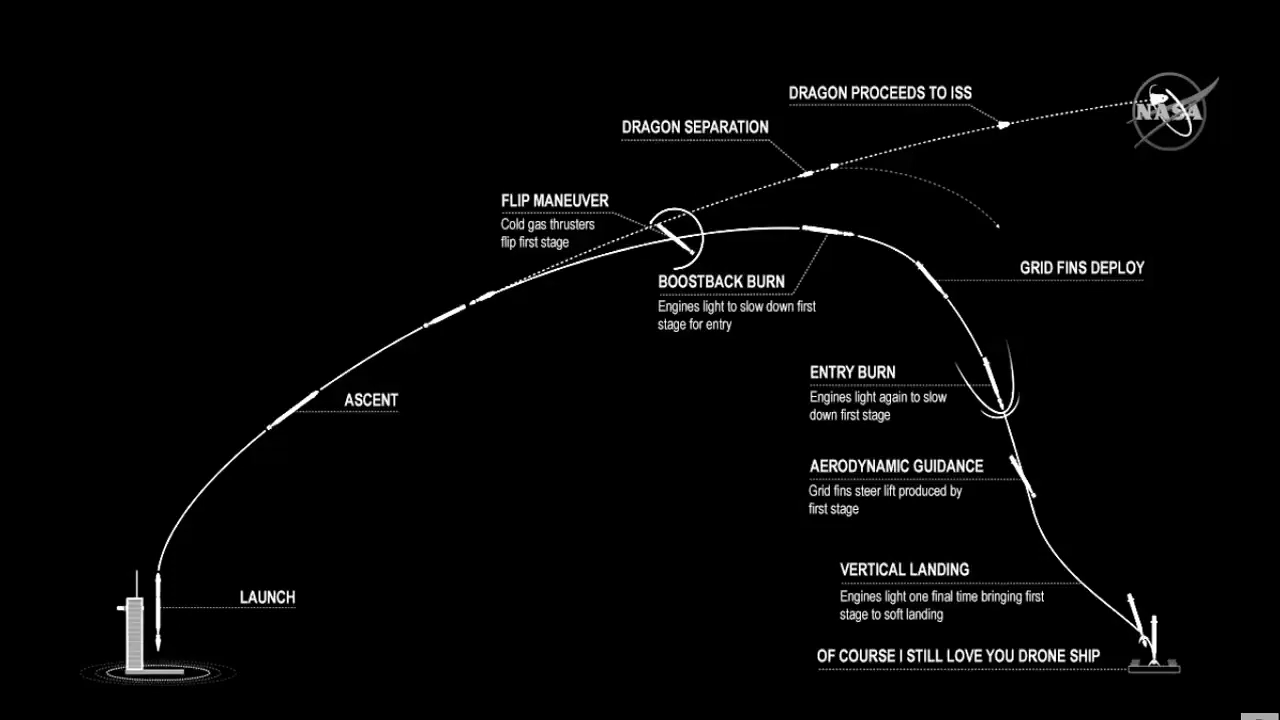 DRAGON PROCEEDS TO ISS
NASA
DRAGON SEPARATION
FLIP MANEUVER
Cold gas thrusters
flip first stage
BOOSTBACK BURN
Engines light to slow down first
stage for entry
GRID FINS DEPLOY
ASCENT
ENTRY BURN
Engines light again to slow
down first stage
AERODYNAMIC GUIDANCE
Grid fins steer lift produced by
first stage
VERTICAL LANDING
Engines light one final time bringing first
stage to soft landing
LAUNCH
OF COURSE I STILL LOVE YOU DRONE SHIP